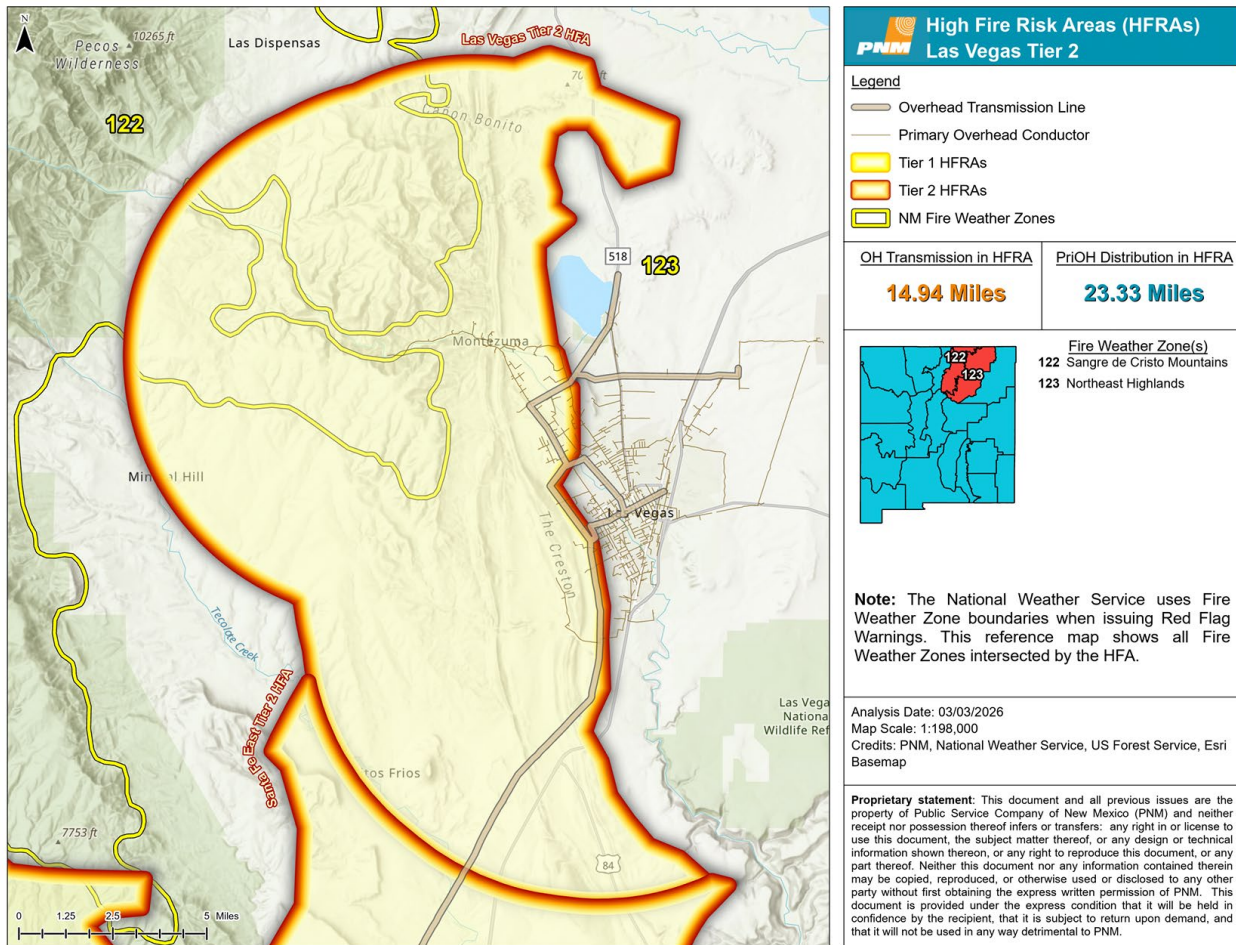 N
Pecos
Wilderness
10265 ft
Las Dispensas
Las Vegas Tier 2 HFA
Canon Bonito
122
518
123
Montezuma
Las Vegas
The Creston
Tecolote Creek
Santa Fe East Tier 2 HFA
Las Vega
National
Wildlife Ref
7753 ft
84
0 1.25 2.5 5 Miles
PNM
High Fire Risk Areas (HFRAs)
Las Vegas Tier 2
Legend
Overhead Transmission Line
Primary Overhead Conductor
Tier 1 HFRAs
Tier 2 HFRAs
NM Fire Weather Zones
OH Transmission in HFRA
14.94 Miles
PriOH Distribution in HFRA
23.33 Miles
122
123
Fire Weather Zone(s)
122 Sangre de Cristo Mountains
123 Northeast Highlands
Note: The National Weather Service uses Fire
Weather Zone boundaries when issuing Red Flag
Warnings. This reference map shows all Fire
Weather Zones intersected by the HFA.
Analysis Date: 03/03/2026
Map Scale: 1:198,000
Credits: PNM, National Weather Service, US Forest Service, Esri
Basemap
Proprietary statement: This document and all previous issues are the
property of Public Service Company of New Mexico (PNM) and neither
receipt nor possession thereof infers or transfers: any right in or license to
use this document, the subject matter thereof, or any design or technical
information shown thereon, or any right to reproduce this document, or any
part thereof. Neither this document nor any information contained therein
may be copied, reproduced, or otherwise used or disclosed to any other
party without first obtaining the express written permission of PNM. This
document is provided under the express condition that it will be held in
confidence by the recipient, that it is subject to return upon demand, and
that it will not be used in any way detrimental to PNM.